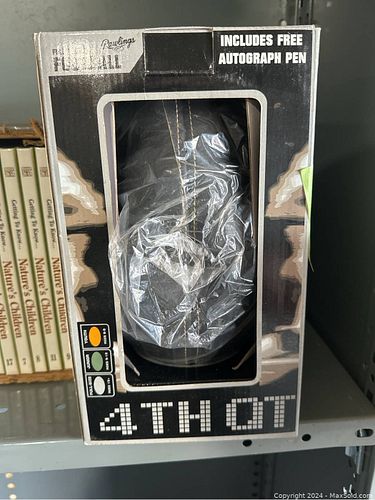 Rawlings
FOOTBALL
INCLUDES FREE
AUTOGRAPH PEN
Getting To Know...
Nature's Children
Getting To Know...
Nature's Children
Getting To Know...
Nature's Children
4TH QT
Copyright 2024 - MaxSold.com